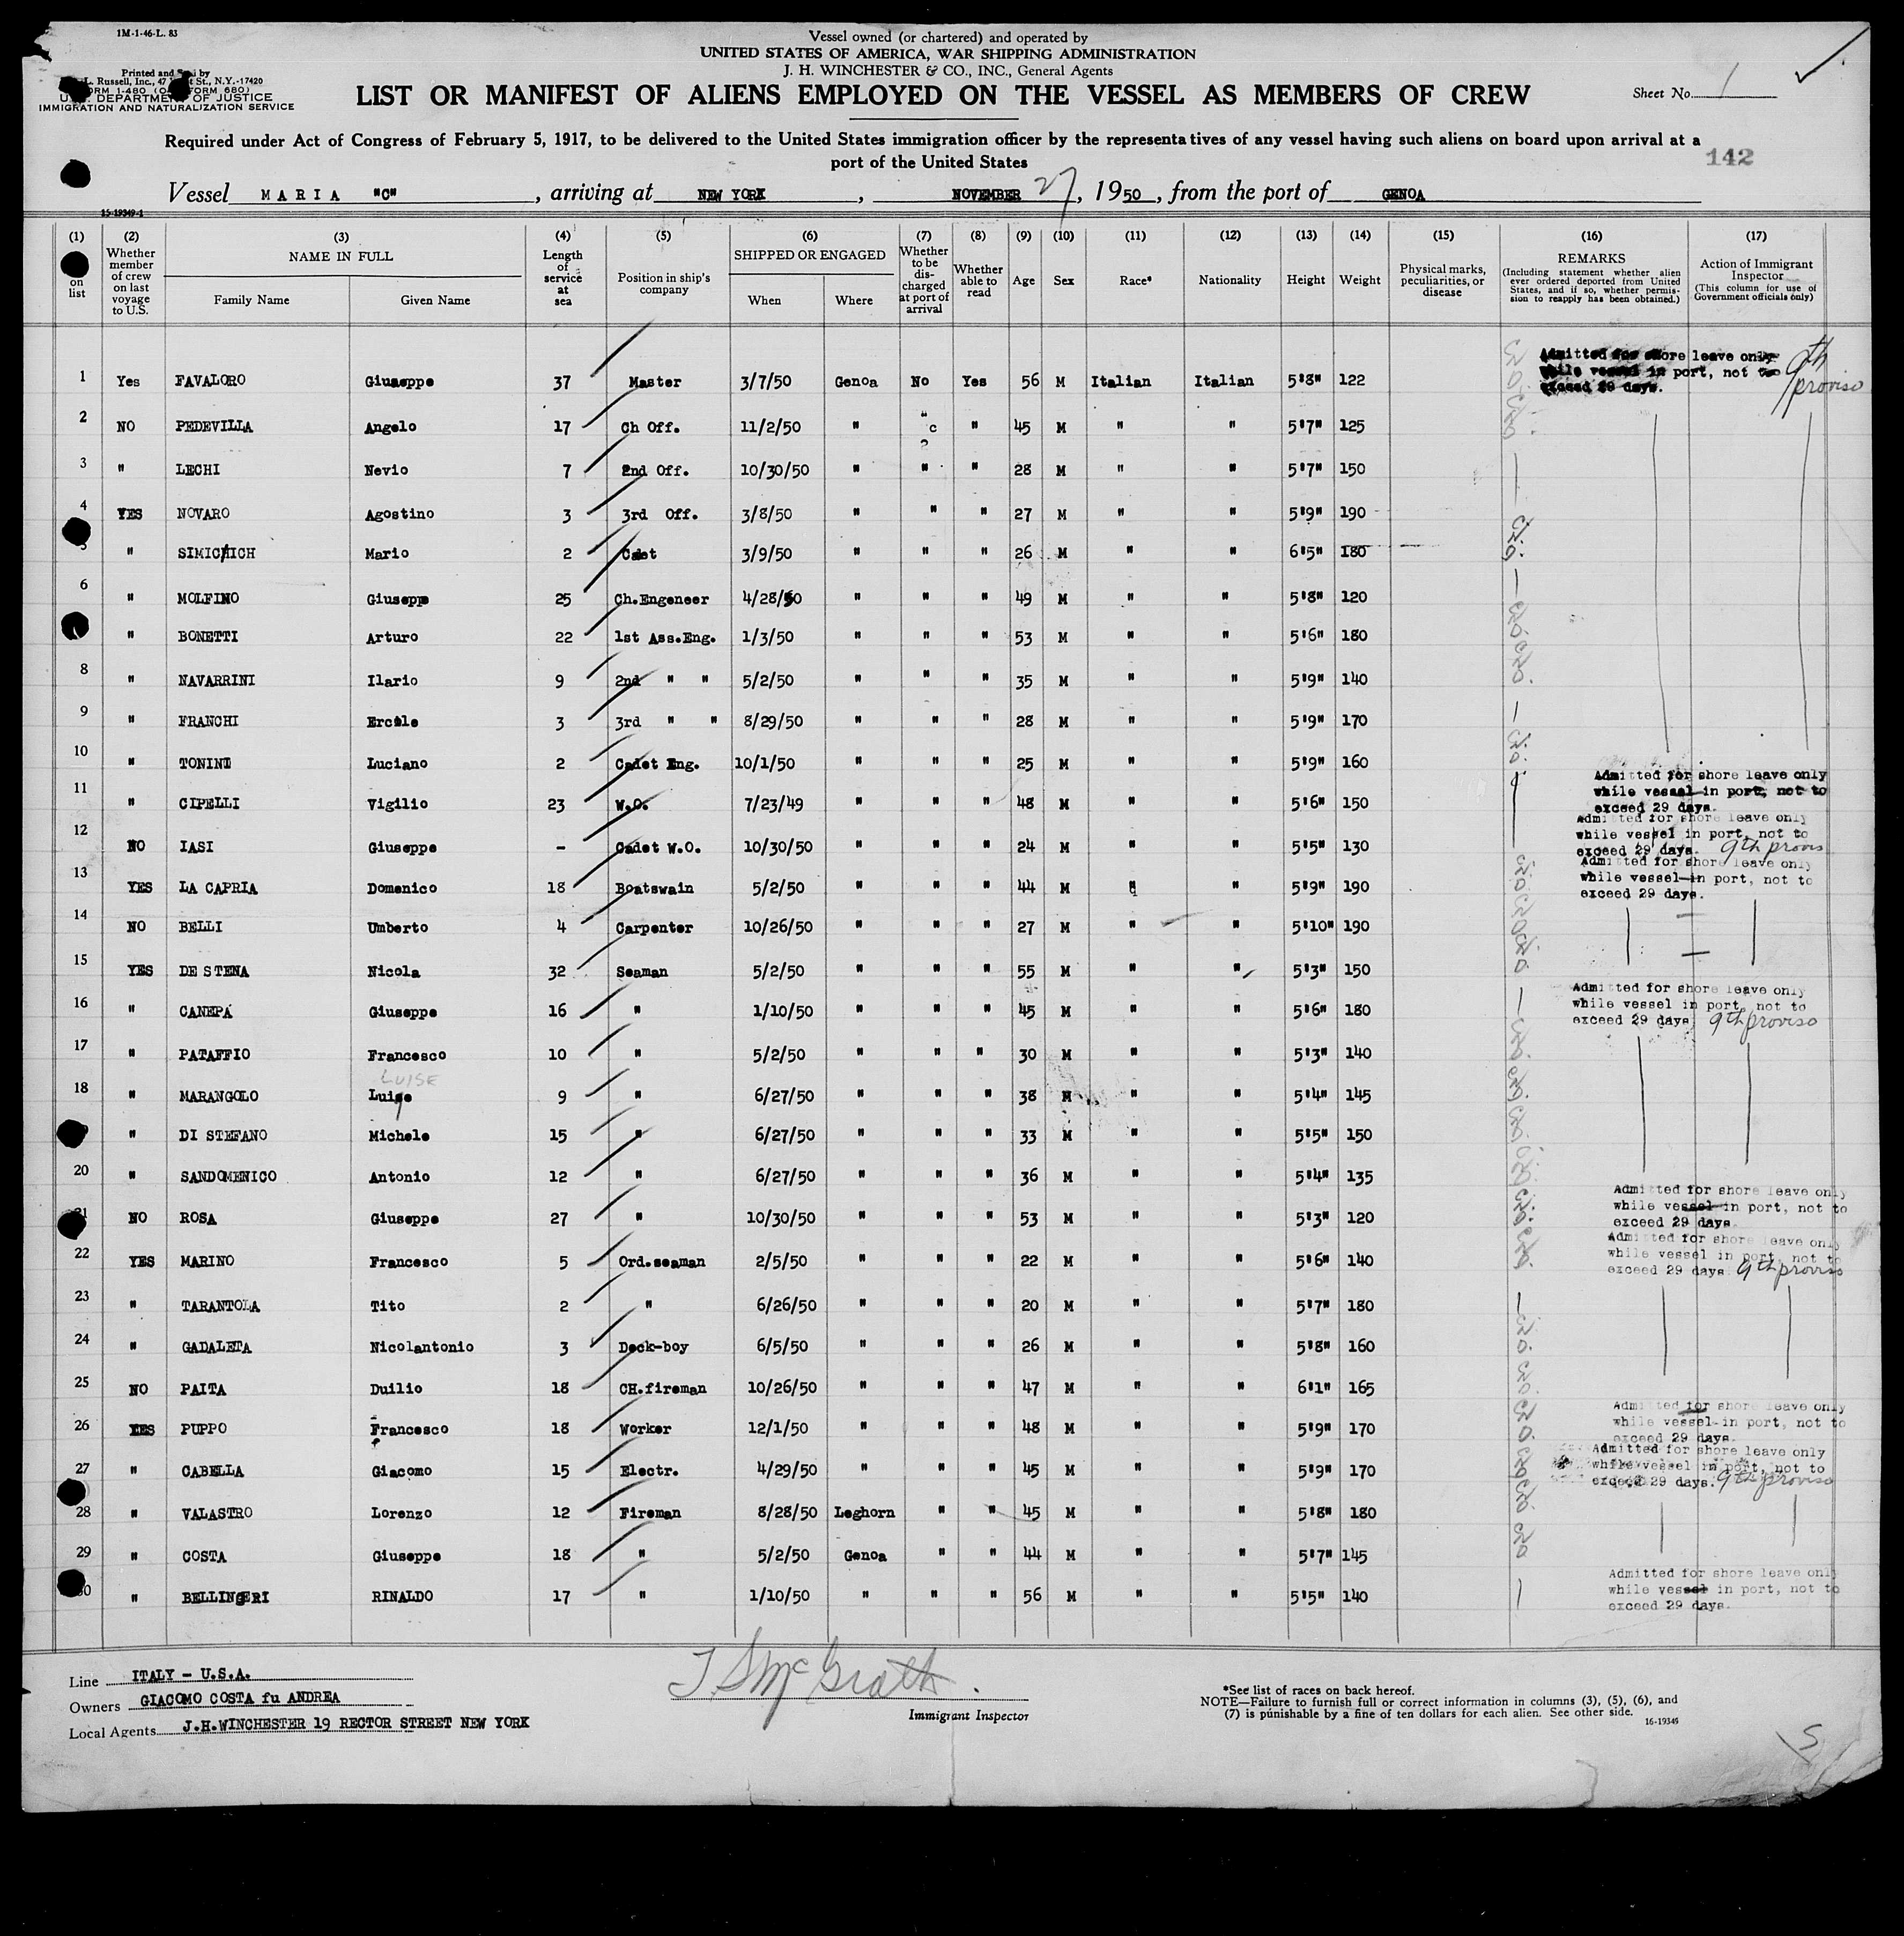 1M-1-46-L. 83
Vessel owned (or chartered) and operated by
UNITED STATES OF AMERICA, WAR SHIPPING ADMINISTRATION
J. H. WINCHESTER & CO., INC., General Agents
Printed and by
L. Russell, Inc., 47 St., N.Y.-17420
FORM 1-480 FORM 680)
U. S. DEPARTMENT OF JUSTICE
IMMIGRATION AND NATURALIZATION SERVICE
LIST OR MANIFEST OF ALIENS EMPLOYED ON THE VESSEL AS MEMBERS OF CREW
Sheet No. 1
Required under Act of Congress of February 5, 1917, to be delivered to the United States immigration officer by the representatives of any vessel having such aliens on board upon arrival at a
port of the United States
142
Vessel MARIA "C", arriving at NEW YORK, NOVEMBER 27, 1950, from the port of GENOA
15-19349-1
(1) on list (2) Whether member of crew on last voyage to U.S. (3) NAME IN FULL Family Name Given Name (4) Length of service at sea (5) Position in ship's company (6) SHIPPED OR ENGAGED When Where (7) Whether to be discharged at port of arrival (8) Whether able to read (9) Age (10) Sex (11) Race* (12) Nationality (13) Height (14) Weight (15) Physical marks, peculiarities, or disease (16) REMARKS (Including statement whether alien ever ordered deported from United States, and if so, whether permission to reapply has been obtained.) (17) Action of Immigrant Inspector (This column for use of Government officials only)
1 Yes FAVALORO Giuseppe 37 Master 3/7/50 Genoa No Yes 56 M Italian Italian 5'8" 122 Admitted for shore leave only while vessel in port, not to exceed 29 days. 9th proviso
2 NO PEDEVILLA Angelo 17 Ch Off. 11/2/50 " " " 45 M " " 5'7" 125
3 " LECHI Nevio 7 2nd Off. 10/30/50 " " " 28 M " " 5'7" 150
4 YES NOVARO Agostino 3 3rd Off. 3/8/50 " " " 27 M " " 5'9" 190
5 " SIMICHICH Mario 2 Cadet 3/9/50 " " " 26 M " " 6'5" 180
6 " MOLFINO Giuseppe 25 Ch.Engeneer 4/28/50 " " " 49 M " " 5'8" 120
" BONETTI Arturo 22 1st Ass.Eng. 1/3/50 " " " 53 M " " 5'6" 180
8 " NAVARRINI Ilario 9 2nd " " 5/2/50 " " " 35 M " " 5'9" 140
9 " FRANCHI Ercole 3 3rd " " 8/29/50 " " " 28 M " " 5'9" 170
10 " TONINI Luciano 2 Cadet Eng. 10/1/50 " " " 25 M " " 5'9" 160
11 " CIPELLI Vigilio 23 W.O. 7/23/49 " " " 48 M " " 5'6" 150 Admitted for shore leave only while vessel in port, not to exceed 29 days.
12 NO IASI Giuseppe - Cadet W.O. 10/30/50 " " " 24 M " " 5'5" 130 Admitted for shore leave only while vessel in port, not to exceed 29 days. 9th provis
13 YES LA CAPRIA Domenico 18 Boatswain 5/2/50 " " " 44 M " " 5'9" 190 Admitted for shore leave only while vessel in port, not to exceed 29 days.
14 NO BELLI Umberto 4 Carpenter 10/26/50 " " " 27 M " " 5'10" 190
15 YES DE STENA Nicola 32 Seaman 5/2/50 " " " 55 M " " 5'3" 150
16 " CANEPA Giuseppe 16 " 1/10/50 " " " 45 M " " 5'6" 180 Admitted for shore leave only while vessel in port, not to exceed 29 days. 9th proviso
17 " PATAFFIO Francesco 10 " 5/2/50 " " " 30 M " " 5'3" 140
LUISE
18 " MARANGOLO Luige 9 " 6/27/50 " " " 38 M " " 5'4" 145
" DI STEFANO Michele 15 " 6/27/50 " " " 33 M " " 5'5" 150
20 " SANDOMENICO Antonio 12 " 6/27/50 " " " 36 M " " 5'4" 135
21 NO ROSA Giuseppe 27 " 10/30/50 " " " 53 M " " 5'3" 120 Admitted for shore leave only while vessel in port, not to exceed 29 days.
22 YES MARINO Francesco 5 Ord.seaman 2/5/50 " " " 22 M " " 5'6" 140 Admitted for shore leave only while vessel in port, not to exceed 29 days 9th proviso
23 " TARANTOLA Tito 2 " 6/26/50 " " " 20 M " " 5'7" 180
24 " GADALETA Nicolantonio 3 Deck-boy 6/5/50 " " " 26 M " " 5'8" 160
25 NO PAITA Duilio 18 CH.fireman 10/26/50 " " " 47 M " " 6'1" 165
26 YES PUPPO Francesco 18 Worker 12/1/50 " " " 48 M " " 5'9" 170 Admitted for shore leave only while vessel in port, not to exceed 29 days.
27 " CABELLA Giacomo 15 Electr. 4/29/50 " " " 45 M " " 5'9" 170 Admitted for shore leave only while vessel in port, not to exceed 29 days. 9th proviso
28 " VALASTRO Lorenzo 12 Fireman 8/28/50 Leghorn " " 45 M " " 5'8" 180
29 " COSTA Giuseppe 18 " 5/2/50 Genoa " " 44 M " " 5'7" 145
30 " BELLINGERI RINALDO 17 " 1/10/50 " " " 56 M " " 5'5" 140 Admitted for shore leave only while vessel in port, not to exceed 29 days.
Line ITALY - U.S.A.
Owners GIACOMO COSTA fu ANDREA
Local Agents J.H.WINCHESTER 19 RECTOR STREET NEW YORK
T S McGrath.
Immigrant Inspector
*See list of races on back hereof.
NOTE—Failure to furnish full or correct information in columns (3), (5), (6), and
(7) is punishable by a fine of ten dollars for each alien. See other side.
16-19349